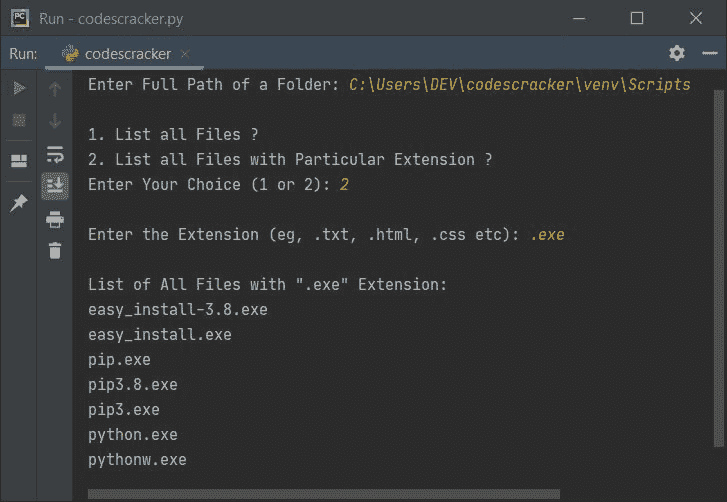 PC
Run - codescracker.py
Run: codescracker
Enter Full Path of a Folder: C:\Users\DEV\codescracker\venv\Scripts
1. List all Files ?
2. List all Files with Particular Extension ?
Enter Your Choice (1 or 2): 2
Enter the Extension (eg, .txt, .html, .css etc): .exe
List of All Files with ".exe" Extension:
easy_install-3.8.exe
easy_install.exe
pip.exe
pip3.8.exe
pip3.exe
python.exe
pythonw.exe